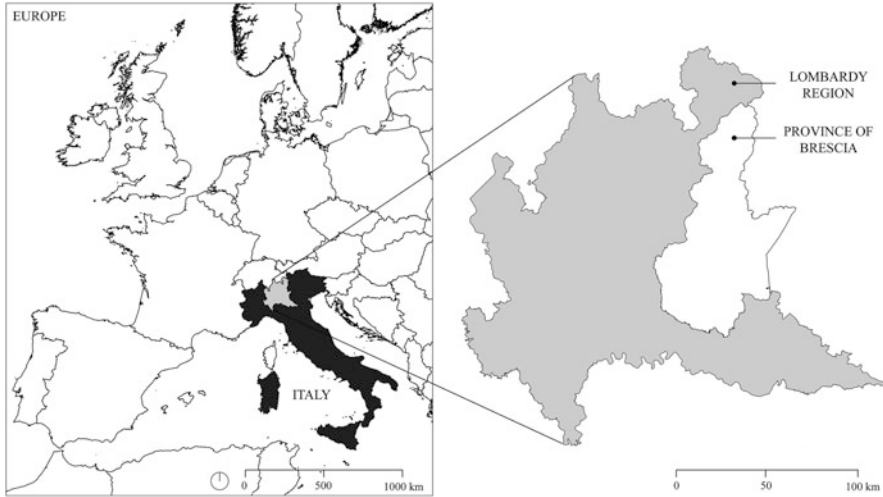 EUROPE
LOMBARDY
REGION
PROVINCE OF
BRESCIA
ITALY
0 500 1000 km
0 50 100 km